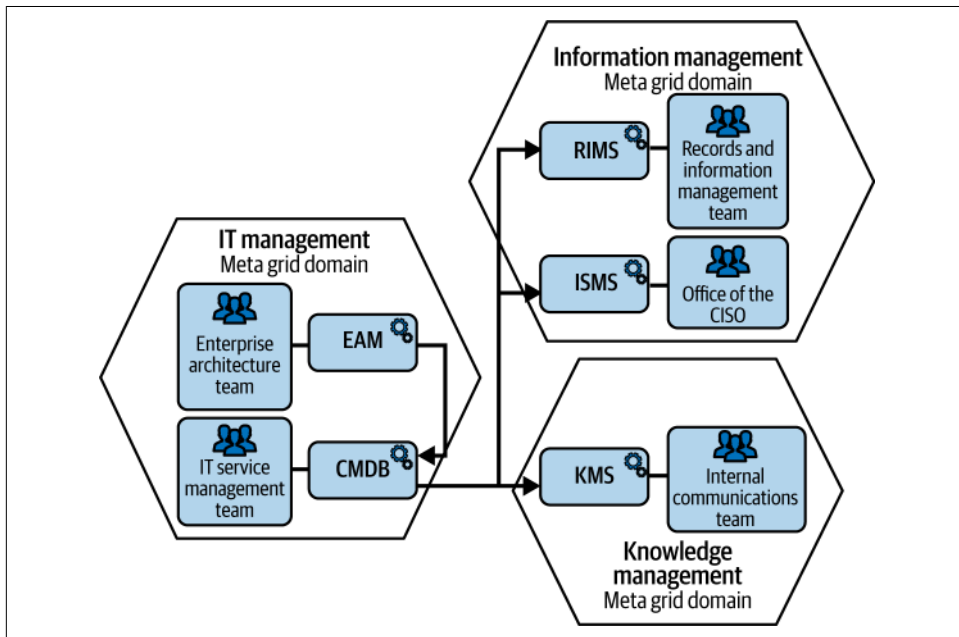 Information management
Meta grid domain
RIMS
Records and
information
management
team
ISMS
Office of the
CISO
IT management
Meta grid domain
Enterprise
architecture
team
EAM
IT service
management
team
CMDB
KMS
Internal
communications
team
Knowledge
management
Meta grid domain